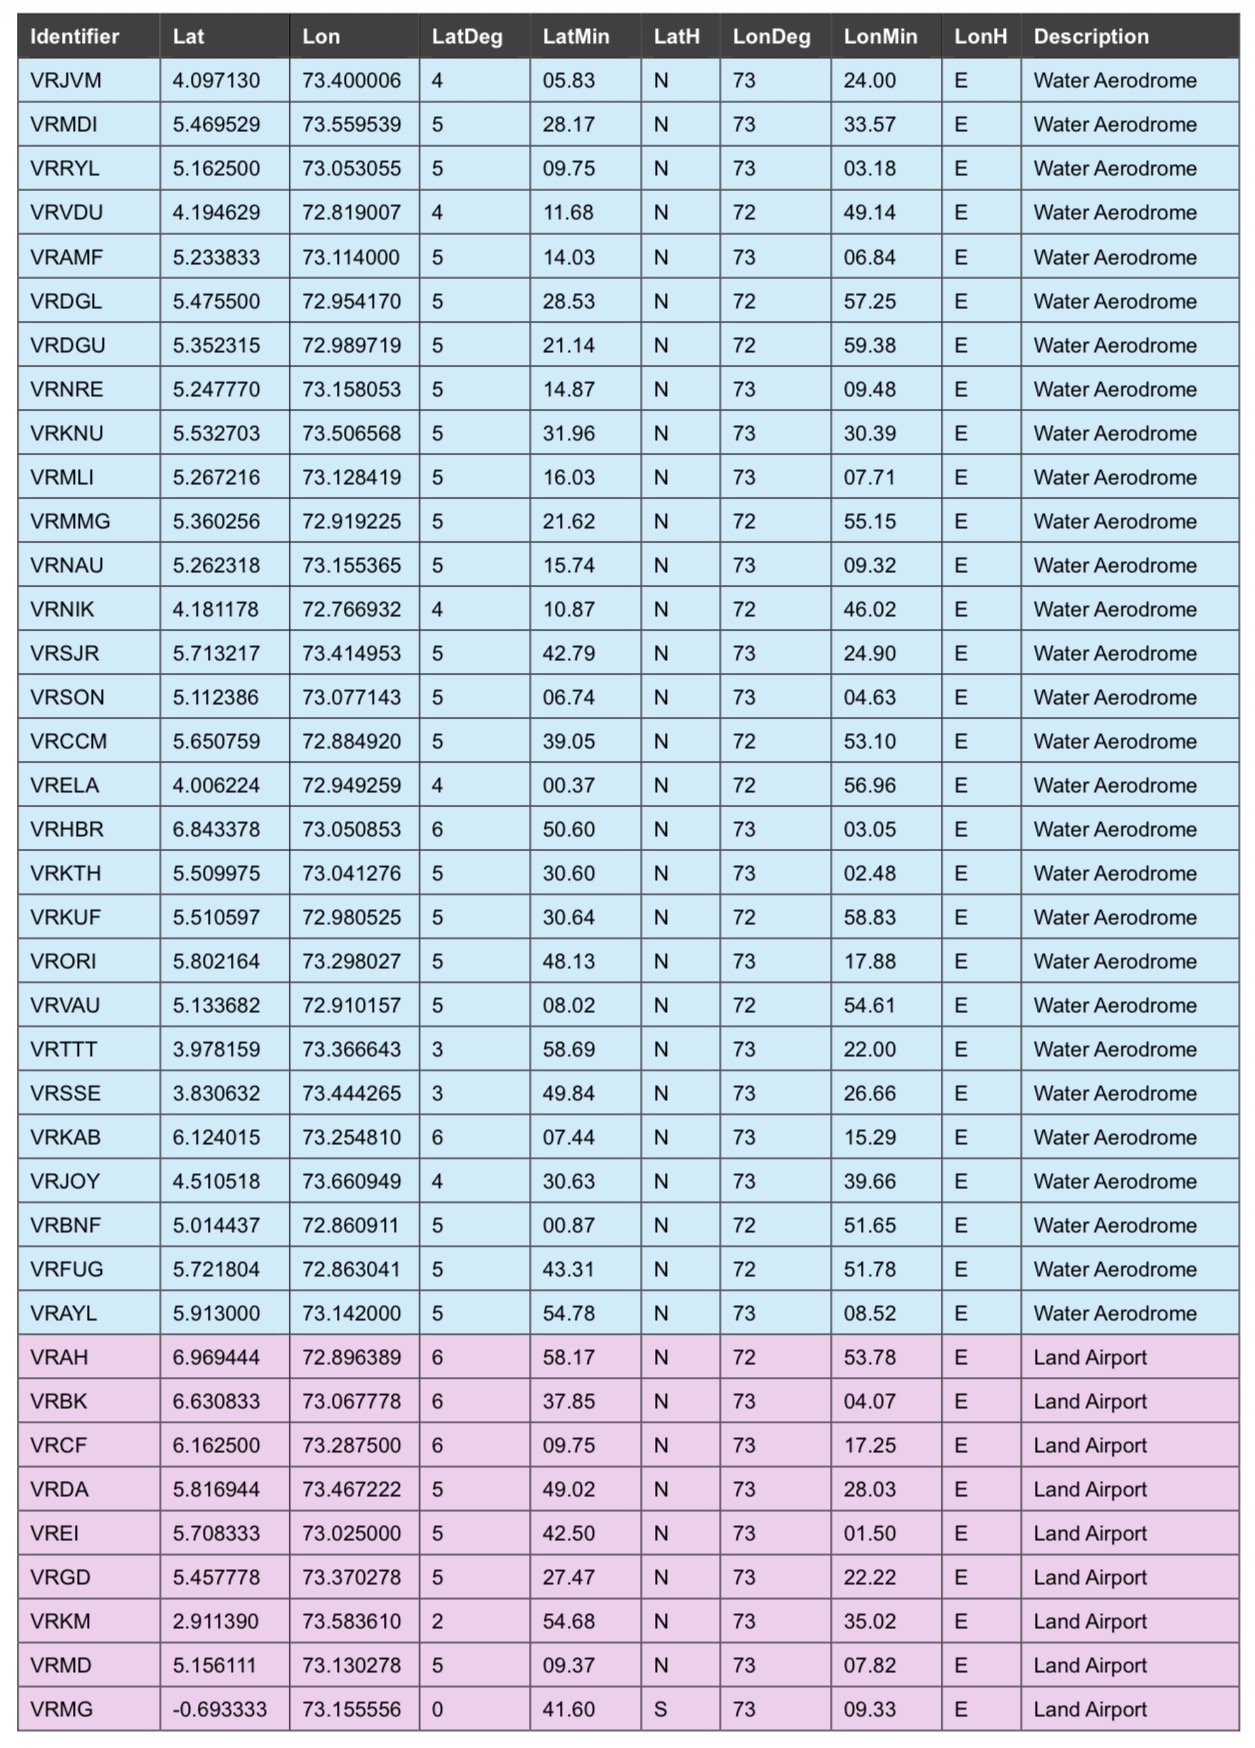 Identifier Lat Lon LatDeg LatMin LatH LonDeg LonMin LonH Description
VRJVM 4.097130 73.400006 4 05.83 N 73 24.00 E Water Aerodrome
VRMDI 5.469529 73.559539 5 28.17 N 73 33.57 E Water Aerodrome
VRRYL 5.162500 73.053055 5 09.75 N 73 03.18 E Water Aerodrome
VRVDU 4.194629 72.819007 4 11.68 N 72 49.14 E Water Aerodrome
VRAMF 5.233833 73.114000 5 14.03 N 73 06.84 E Water Aerodrome
VRDGL 5.475500 72.954170 5 28.53 N 72 57.25 E Water Aerodrome
VRDGU 5.352315 72.989719 5 21.14 N 72 59.38 E Water Aerodrome
VRNRE 5.247770 73.158053 5 14.87 N 73 09.48 E Water Aerodrome
VRKNU 5.532703 73.506568 5 31.96 N 73 30.39 E Water Aerodrome
VRMLI 5.267216 73.128419 5 16.03 N 73 07.71 E Water Aerodrome
VRMMG 5.360256 72.919225 5 21.62 N 72 55.15 E Water Aerodrome
VRNAU 5.262318 73.155365 5 15.74 N 73 09.32 E Water Aerodrome
VRNIK 4.181178 72.766932 4 10.87 N 72 46.02 E Water Aerodrome
VRSJR 5.713217 73.414953 5 42.79 N 73 24.90 E Water Aerodrome
VRSON 5.112386 73.077143 5 06.74 N 73 04.63 E Water Aerodrome
VRCCM 5.650759 72.884920 5 39.05 N 72 53.10 E Water Aerodrome
VRELA 4.006224 72.949259 4 00.37 N 72 56.96 E Water Aerodrome
VRHBR 6.843378 73.050853 6 50.60 N 73 03.05 E Water Aerodrome
VRKTH 5.509975 73.041276 5 30.60 N 73 02.48 E Water Aerodrome
VRKUF 5.510597 72.980525 5 30.64 N 72 58.83 E Water Aerodrome
VRORI 5.802164 73.298027 5 48.13 N 73 17.88 E Water Aerodrome
VRVAU 5.133682 72.910157 5 08.02 N 72 54.61 E Water Aerodrome
VRTTT 3.978159 73.366643 3 58.69 N 73 22.00 E Water Aerodrome
VRSSE 3.830632 73.444265 3 49.84 N 73 26.66 E Water Aerodrome
VRKAB 6.124015 73.254810 6 07.44 N 73 15.29 E Water Aerodrome
VRJOY 4.510518 73.660949 4 30.63 N 73 39.66 E Water Aerodrome
VRBNF 5.014437 72.860911 5 00.87 N 72 51.65 E Water Aerodrome
VRFUG 5.721804 72.863041 5 43.31 N 72 51.78 E Water Aerodrome
VRAYL 5.913000 73.142000 5 54.78 N 73 08.52 E Water Aerodrome
VRAH 6.969444 72.896389 6 58.17 N 72 53.78 E Land Airport
VRBK 6.630833 73.067778 6 37.85 N 73 04.07 E Land Airport
VRCF 6.162500 73.287500 6 09.75 N 73 17.25 E Land Airport
VRDA 5.816944 73.467222 5 49.02 N 73 28.03 E Land Airport
VREI 5.708333 73.025000 5 42.50 N 73 01.50 E Land Airport
VRGD 5.457778 73.370278 5 27.47 N 73 22.22 E Land Airport
VRKM 2.911390 73.583610 2 54.68 N 73 35.02 E Land Airport
VRMD 5.156111 73.130278 5 09.37 N 73 07.82 E Land Airport
VRMG -0.693333 73.155556 0 41.60 S 73 09.33 E Land Airport